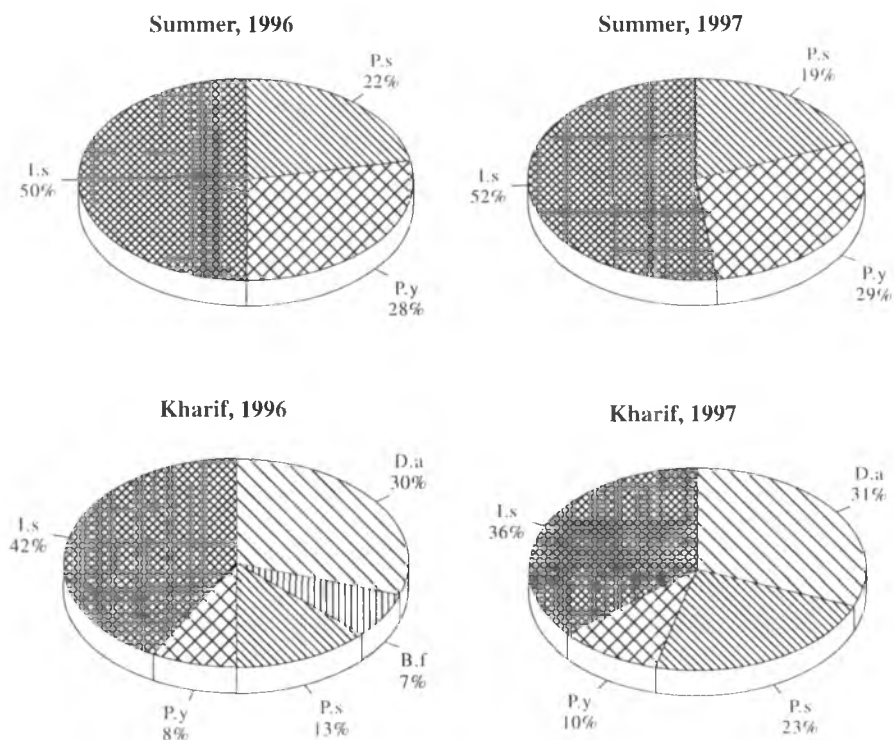 Summer, 1996
P.s
22%
I.s
50%
P.y
28%
Summer, 1997
P.s
19%
I.s
52%
P.y
29%
Kharif, 1996
D.a
30%
I.s
42%
B.f
7%
P.y
8%
P.s
13%
Kharif, 1997
D.a
31%
I.s
36%
P.y
10%
P.s
23%